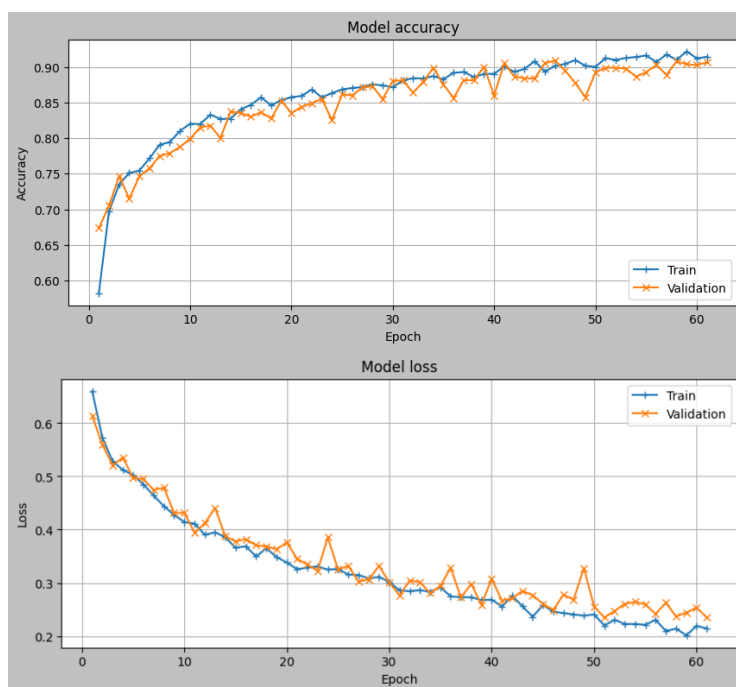 Model accuracy
Accuracy
0.90
0.85
0.80
0.75
0.70
0.65
0.60
Train
Validation
0 10 20 30 40 50 60
Epoch
Model loss
Loss
0.6
0.5
0.4
0.3
0.2
Train
Validation
0 10 20 30 40 50 60
Epoch